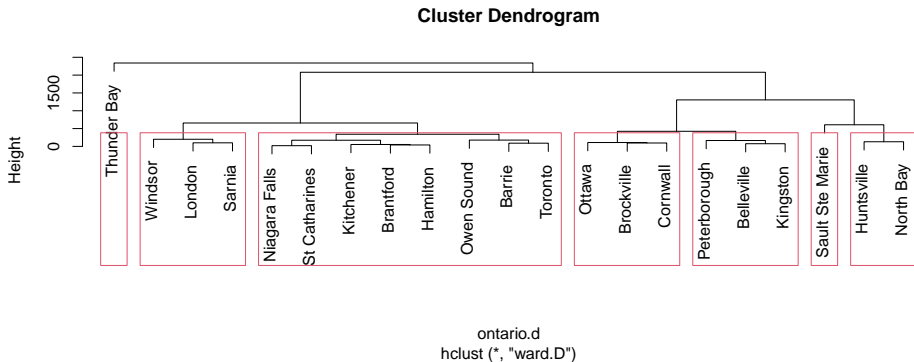 Cluster Dendrogram
Height
0
1500
Thunder Bay
Windsor
London
Sarnia
Niagara Falls
St Catharines
Kitchener
Brantford
Hamilton
Owen Sound
Barrie
Toronto
Ottawa
Brockville
Cornwall
Peterborough
Belleville
Kingston
Sault Ste Marie
Huntsville
North Bay
ontario.d
hclust (*, "ward.D")